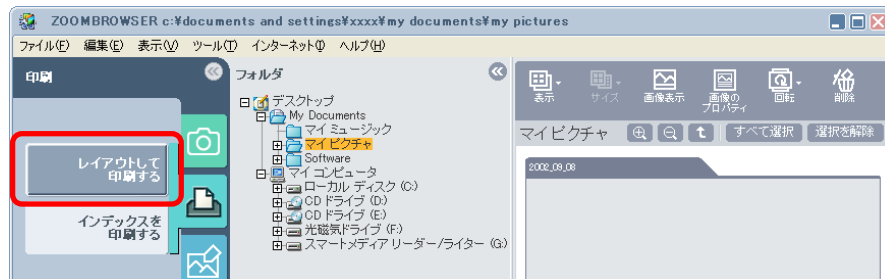 ZOOMBROWSER c:¥documents and settings¥xxxx¥my documents¥my pictures
ファイル(F) 編集(E) 表示(V) ツール(T) インターネット(I) ヘルプ(H)
印刷
レイアウトして
印刷する
インデックスを
印刷する
フォルダ
デスクトップ
My Documents
マイ ミュージック
マイ ピクチャ
Software
マイ コンピュータ
ローカル ディスク (C:)
CD ドライブ (D:)
CD ドライブ (E:)
光磁気ドライブ (F:)
スマートメディア リーダー/ライター (G:)
表示 サイズ 画像表示 画像の 回転 削除
プロパティ
マイ ピクチャ すべて選択 選択を解除
2002_09_08